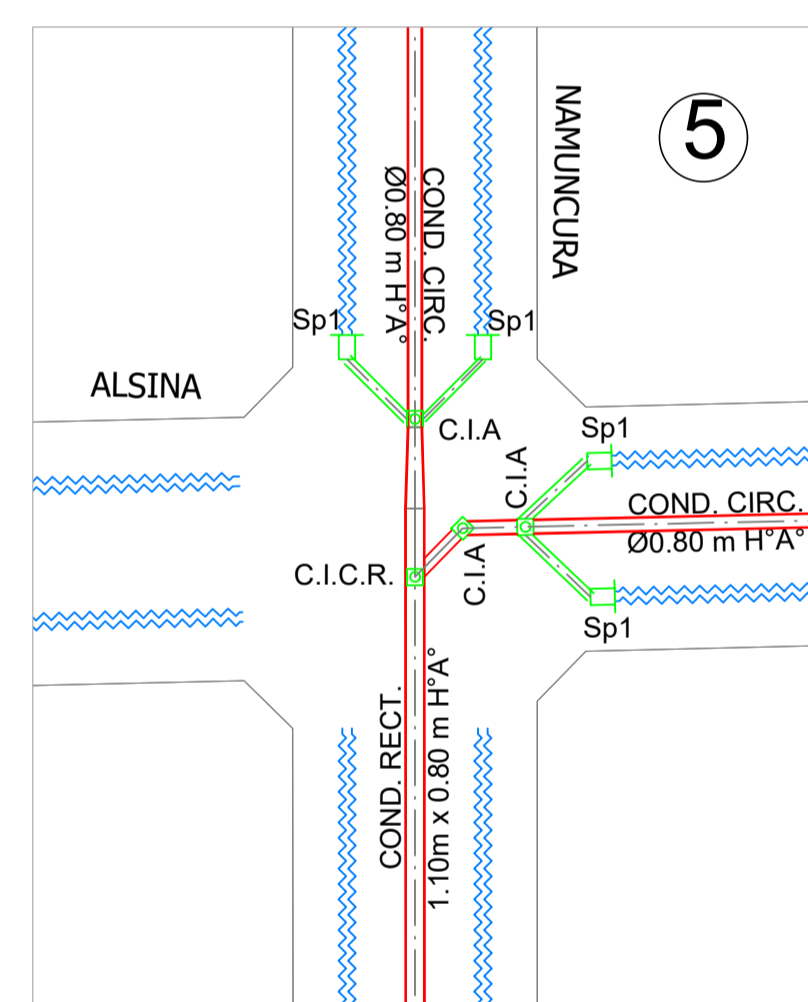 5
NAMUNCURA
COND. CIRC.
Ø0.80 m H°A°
Sp1
Sp1
ALSINA
C.I.A
Sp1
C.I.A
COND. CIRC.
Ø0.80 m H°A°
C.I.A
C.I.C.R.
Sp1
COND. RECT.
1.10m x 0.80 m H°A°